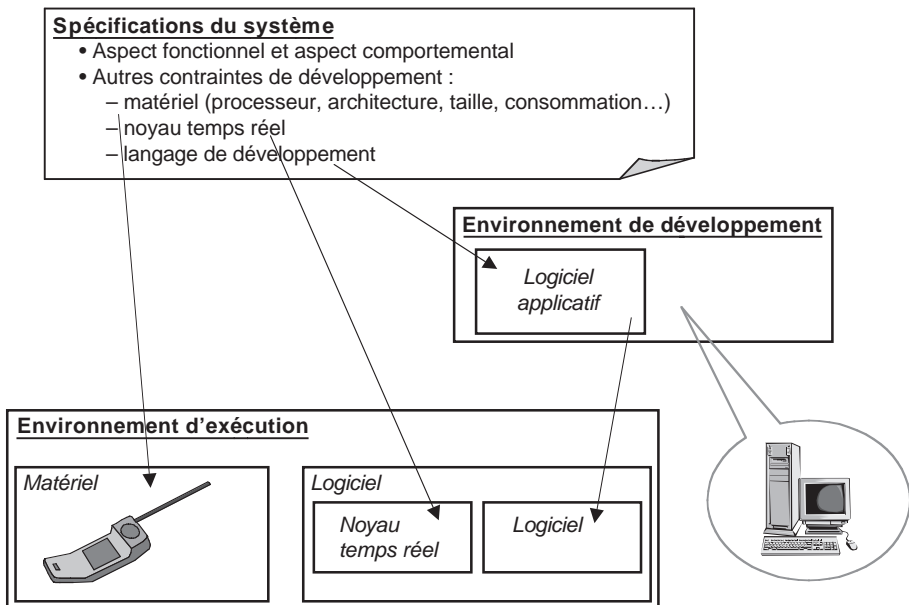 Spécifications du système
• Aspect fonctionnel et aspect comportemental
• Autres contraintes de développement :
– matériel (processeur, architecture, taille, consommation…)
– noyau temps réel
– langage de développement
Environnement de développement
Logiciel
applicatif
Environnement d'exécution
Matériel
Logiciel
Noyau
temps réel
Logiciel